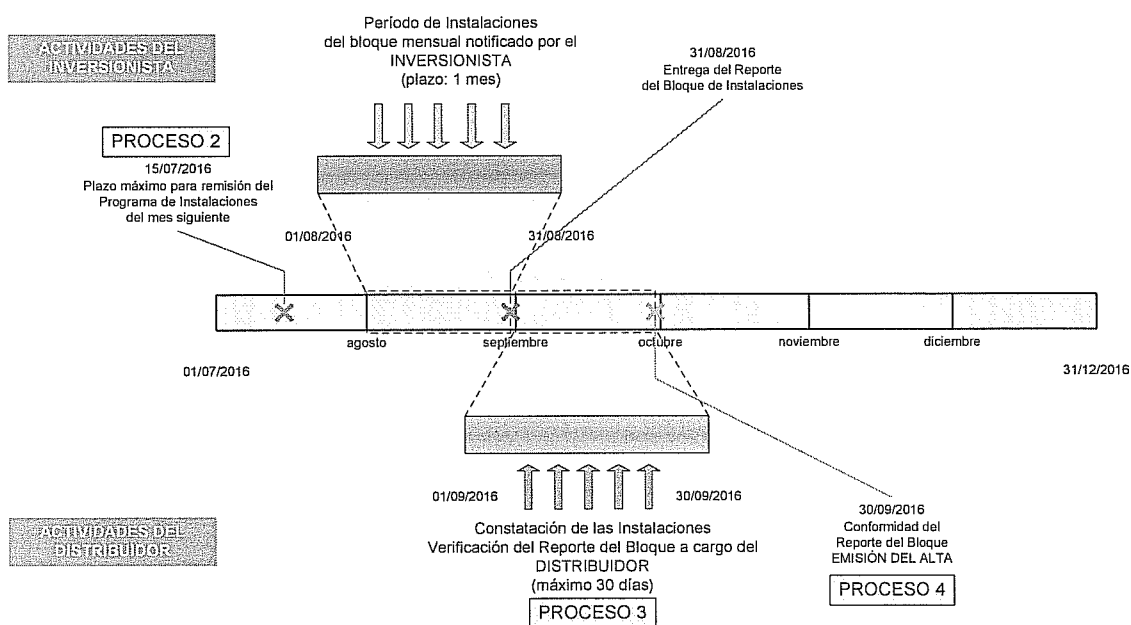 ACTIVIDADES DEL
INVERSIONISTA
Período de Instalaciones
del bloque mensual notificado por el
INVERSIONISTA
(plazo: 1 mes)
31/08/2016
Entrega del Reporte
del Bloque de Instalaciones
PROCESO 2
15/07/2016
Plazo máximo para remisión del
Programa de Instalaciones
del mes siguiente
01/08/2016
31/08/2016
agosto
septiembre
octubre
noviembre
diciembre
01/07/2016
31/12/2016
01/09/2016
30/09/2016
Constatación de las Instalaciones
Verificación del Reporte del Bloque a cargo del
DISTRIBUIDOR
(máximo 30 días)
PROCESO 3
30/09/2016
Conformidad del
Reporte del Bloque
EMISIÓN DEL ALTA
PROCESO 4
ACTIVIDADES DEL
DISTRIBUIDOR